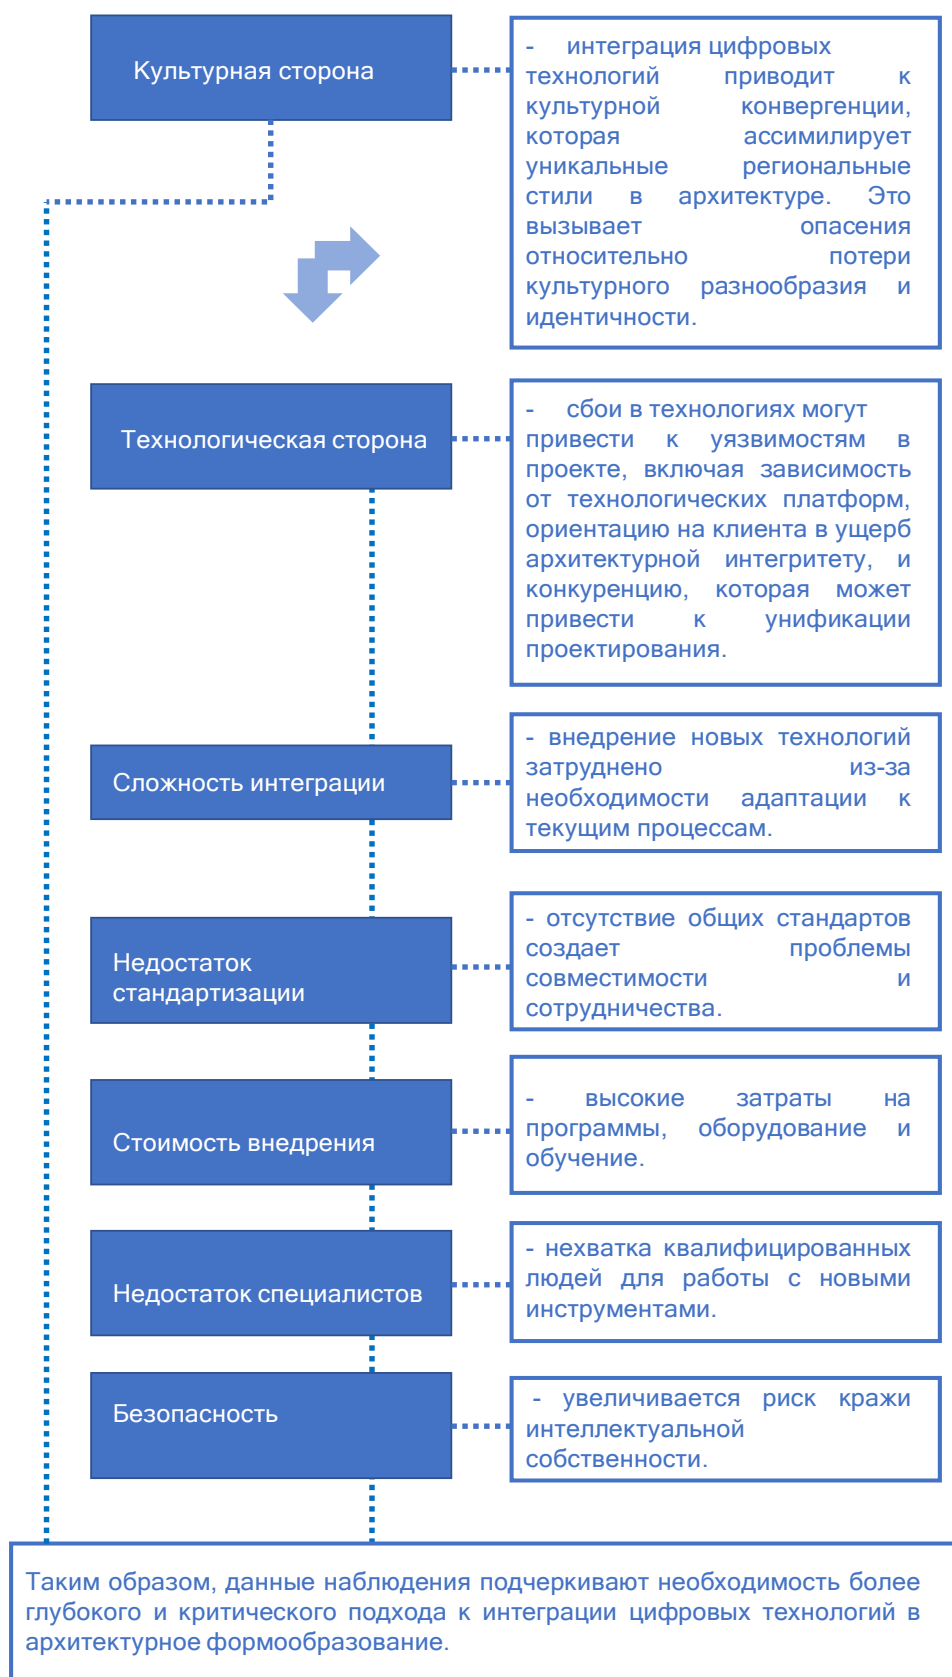 Культурная сторона
- интеграция цифровых
технологий приводит к
культурной конвергенции,
которая ассимилирует
уникальные региональные
стили в архитектуре. Это
вызывает опасения
относительно потери
культурного разнообразия и
идентичности.
Технологическая сторона
- сбои в технологиях могут
привести к уязвимостям в
проекте, включая зависимость
от технологических платформ,
ориентацию на клиента в ущерб
архитектурной интегритету, и
конкуренцию, которая может
привести к унификации
проектирования.
Сложность интеграции
- внедрение новых технологий
затруднено из-за
необходимости адаптации к
текущим процессам.
Недостаток
стандартизации
- отсутствие общих стандартов
создает проблемы
совместимости и
сотрудничества.
Стоимость внедрения
- высокие затраты на
программы, оборудование и
обучение.
Недостаток специалистов
- нехватка квалифицированных
людей для работы с новыми
инструментами.
Безопасность
- увеличивается риск кражи
интеллектуальной
собственности.
Таким образом, данные наблюдения подчеркивают необходимость более
глубокого и критического подхода к интеграции цифровых технологий в
архитектурное формообразование.